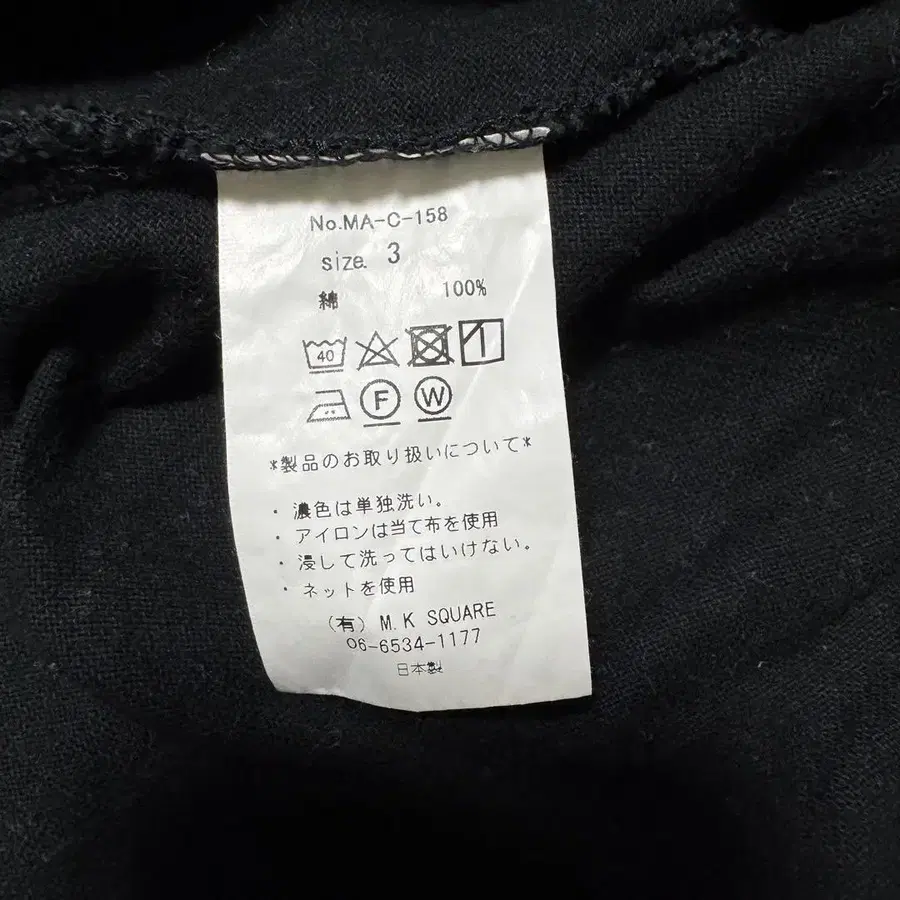 No.MA-C-158
size. 3
綿 100%
40
F W
*製品のお取り扱いについて*
・濃色は単独洗い。
・アイロンは当て布を使用
・浸して洗ってはいけない。
・ネットを使用
(有) M.K SQUARE
06-6534-1177
日本製